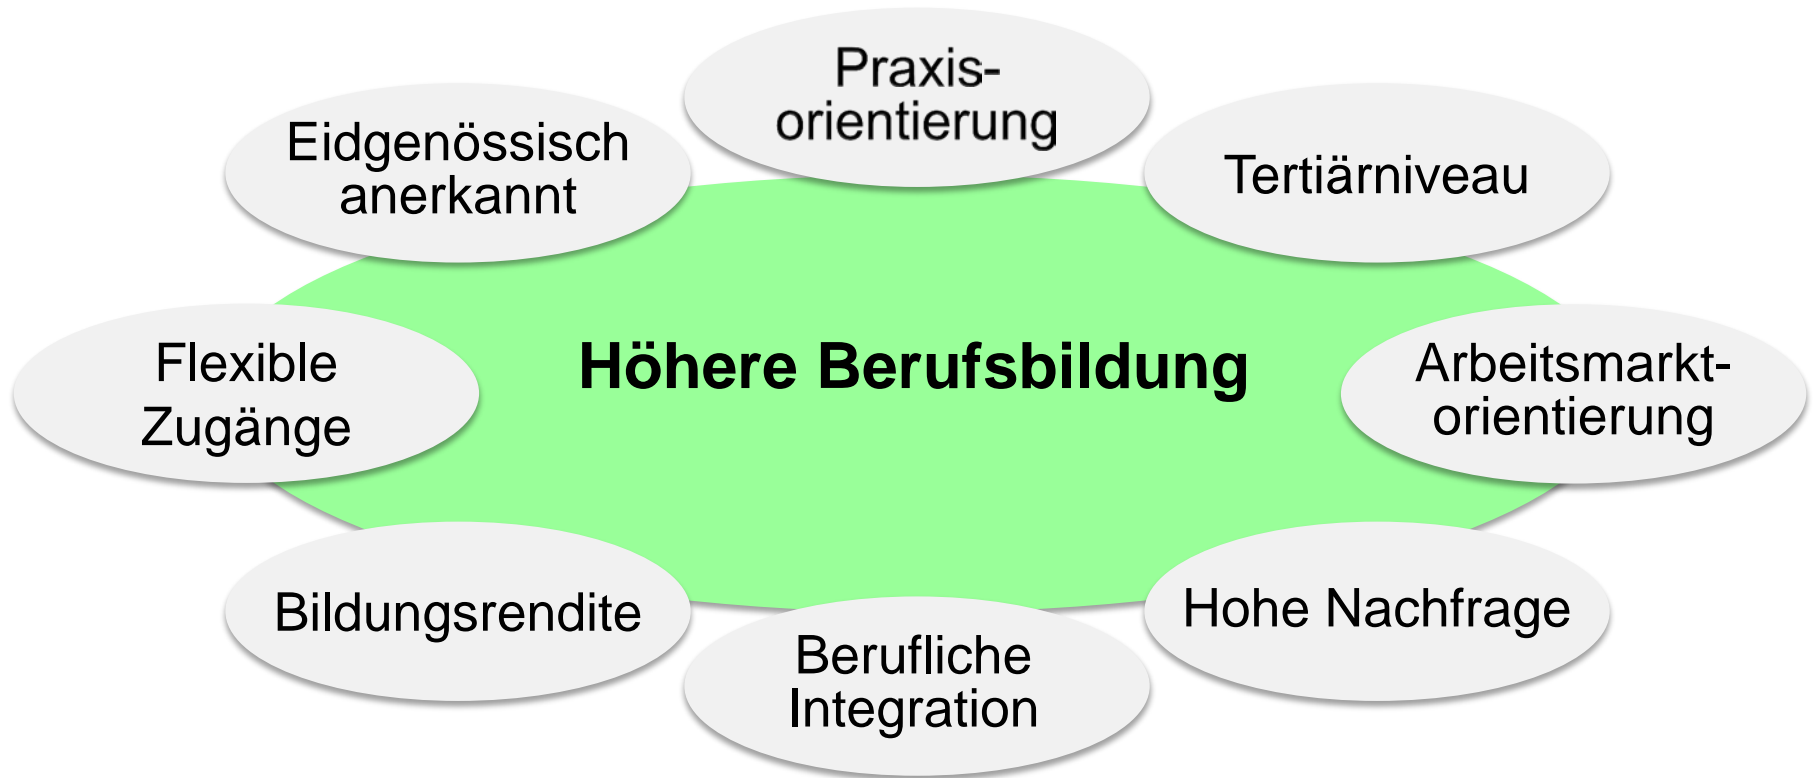 Praxis-
orientierung
Eidgenössisch
anerkannt
Tertiärniveau
Flexible
Zugänge
Höhere Berufsbildung
Arbeitsmarkt-
orientierung
Bildungsrendite
Hohe Nachfrage
Berufliche
Integration